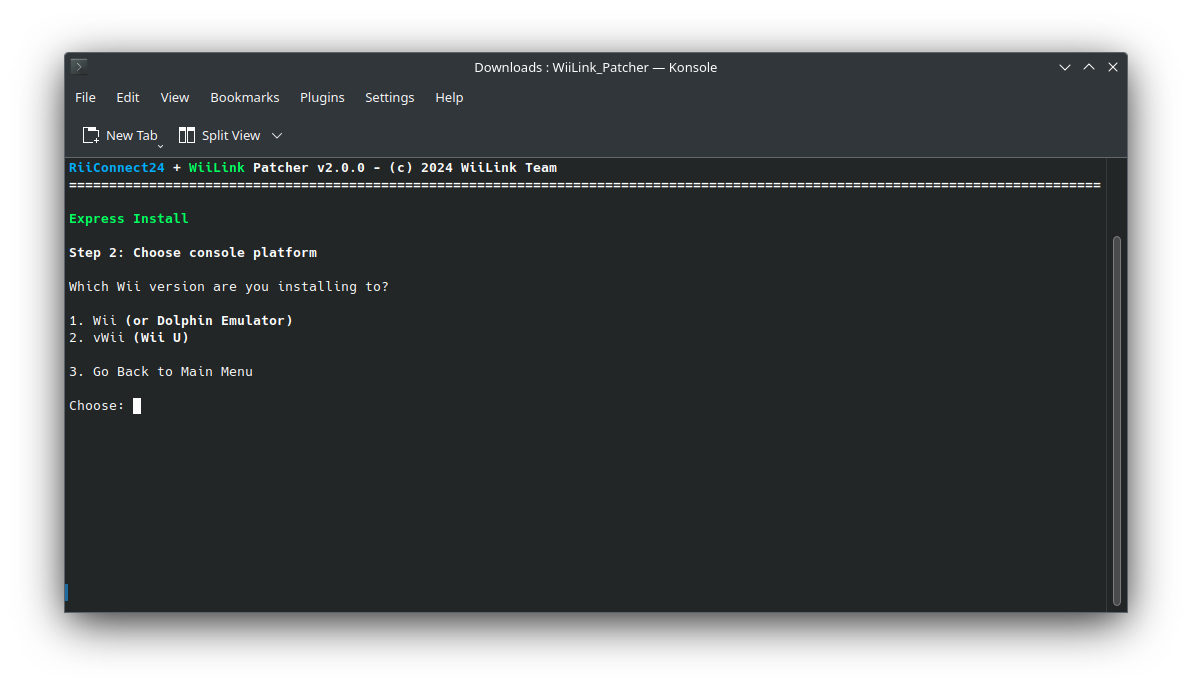 Downloads : WiiLink_Patcher — Konsole
File Edit View Bookmarks Plugins Settings Help
New Tab Split View
RiiConnect24 + WiiLink Patcher v2.0.0 - (c) 2024 WiiLink Team
=================================================================================================================================
Express Install
Step 2: Choose console platform
Which Wii version are you installing to?
1. Wii (or Dolphin Emulator)
2. vWii (Wii U)
3. Go Back to Main Menu
Choose: